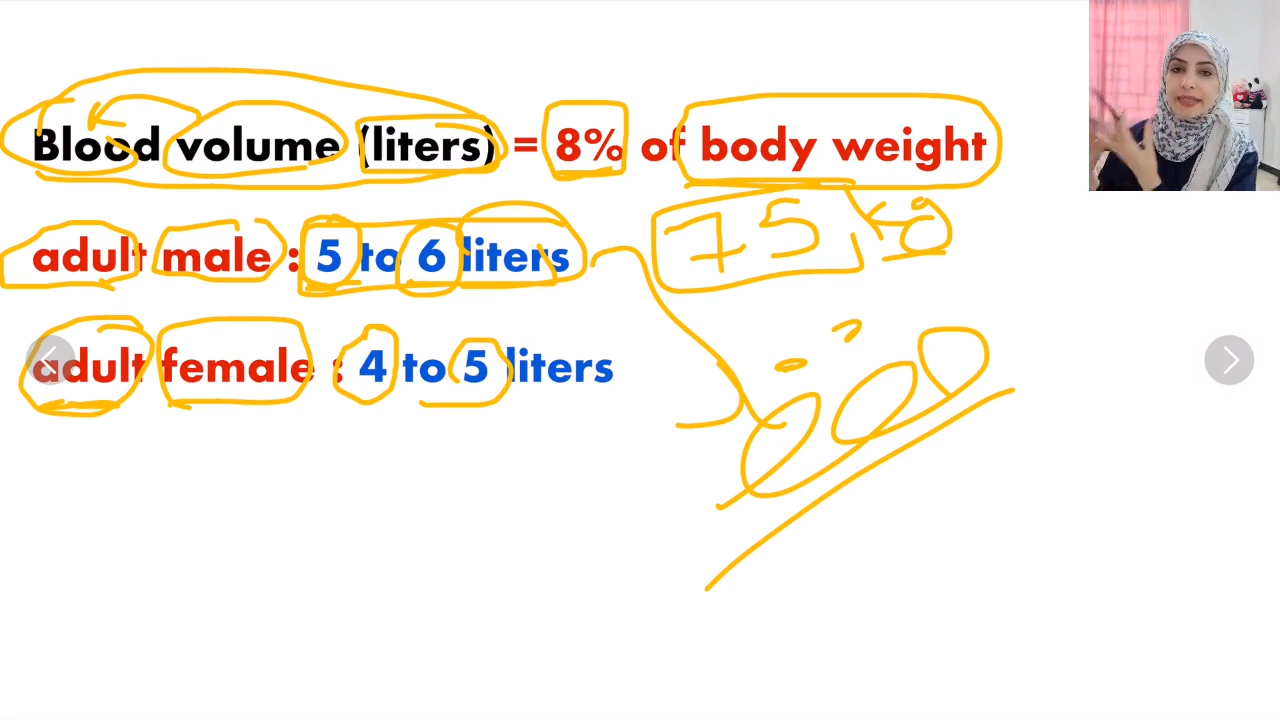 Blood volume (liters) = 8% of body weight
adult male : 5 to 6 liters
75 kg
adult female : 4 to 5 liters